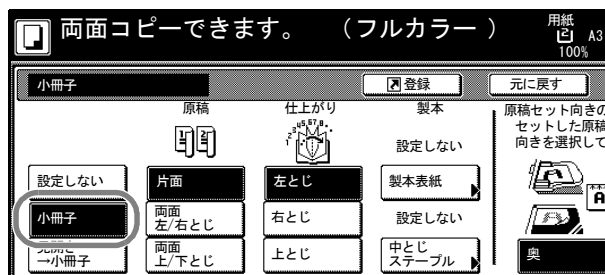 両面コピーできます。 (フルカラー )
用紙
2 A3
100%
小冊子
登録
元に戻す
原稿
仕上がり
製本
原稿セット向きの
セットした原稿
向きを選択して
設定しない
設定しない
片面
左とじ
製本表紙
小冊子
両面
左/右とじ
右とじ
設定しない
→小冊子
両面
上/下とじ
上とじ
中とじ
ステープル
奥